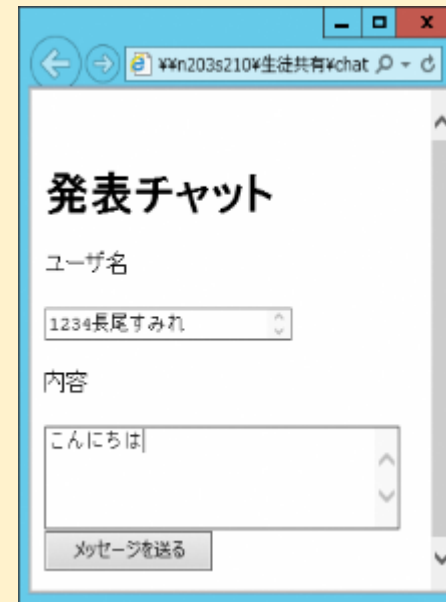 ¥¥n203s210¥生徒共有¥chat
発表チャット
ユーザ名
1234長尾すみれ
内容
こんにちは
メッセージを送る